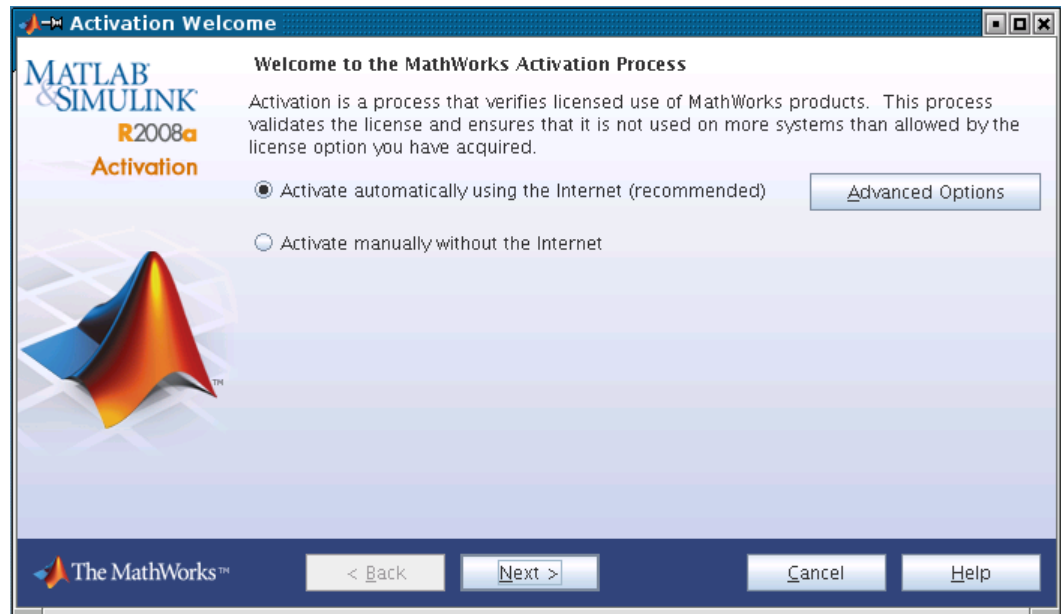 Activation Welcome
MATLAB®
&SIMULINK®
R2008a
Activation
Welcome to the MathWorks Activation Process
Activation is a process that verifies licensed use of MathWorks products. This process
validates the license and ensures that it is not used on more systems than allowed by the
license option you have acquired.
Activate automatically using the Internet (recommended)
Advanced Options
Activate manually without the Internet
TM
The MathWorks™
< Back
Next >
Cancel
Help